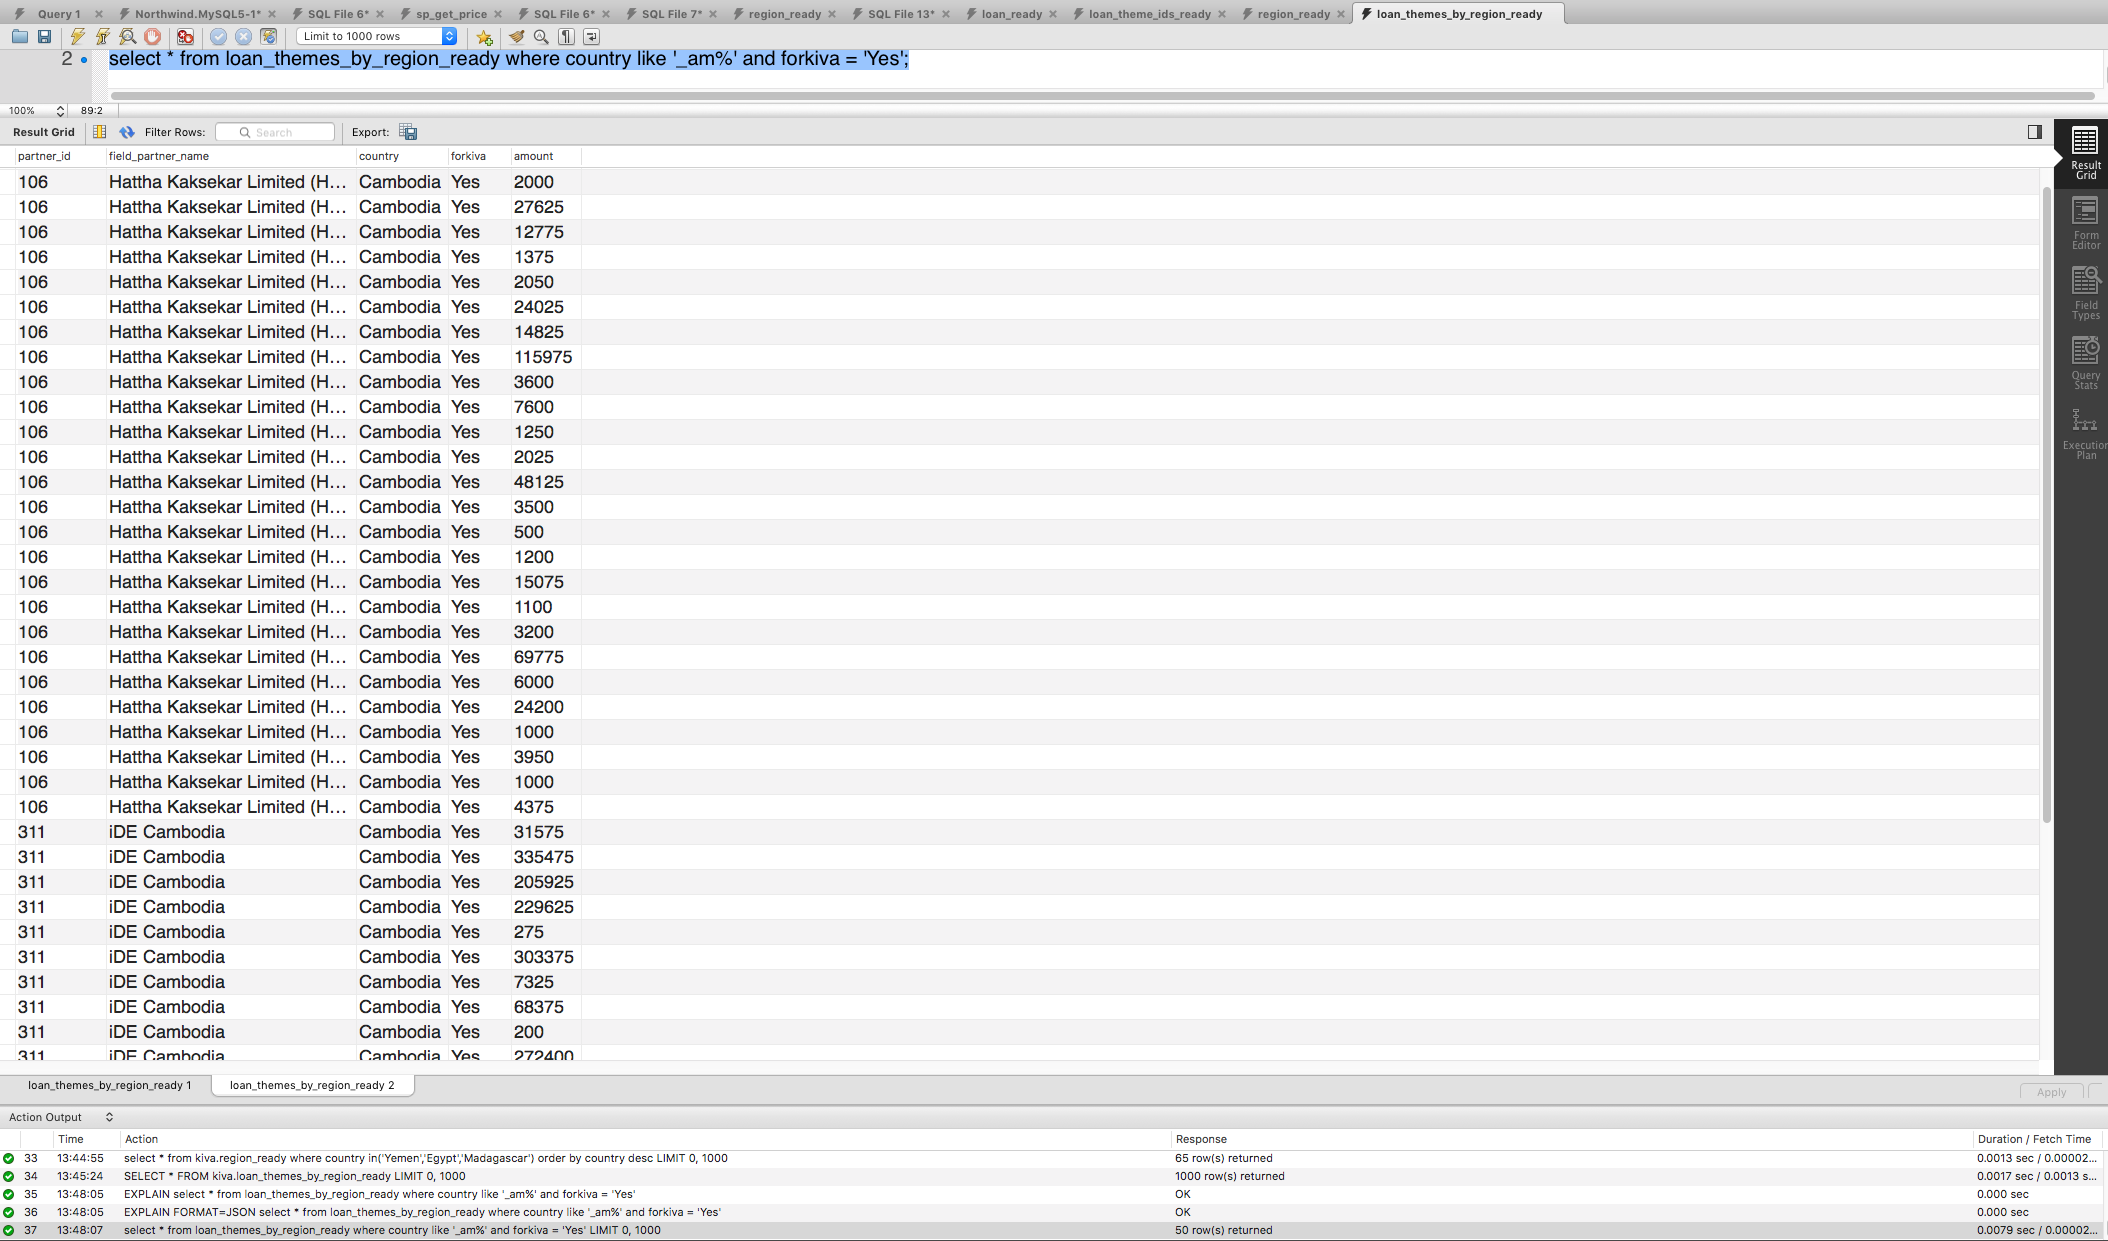 Query 1 Northwind.MySQL5-1* SQL File 6* sp_get_price SQL File 6* SQL File 7* region_ready SQL File 13* loan_ready loan_theme_ids_ready region_ready loan_themes_by_region_ready
Limit to 1000 rows
2 select * from loan_themes_by_region_ready where country like '_am%' and forkiva = 'Yes';
100% 89:2
Result Grid Filter Rows: Search Export:
partner_id field_partner_name country forkiva amount
106 Hattha Kaksekar Limited (H... Cambodia Yes 2000
106 Hattha Kaksekar Limited (H... Cambodia Yes 27625
106 Hattha Kaksekar Limited (H... Cambodia Yes 12775
106 Hattha Kaksekar Limited (H... Cambodia Yes 1375
106 Hattha Kaksekar Limited (H... Cambodia Yes 2050
106 Hattha Kaksekar Limited (H... Cambodia Yes 24025
106 Hattha Kaksekar Limited (H... Cambodia Yes 14825
106 Hattha Kaksekar Limited (H... Cambodia Yes 115975
106 Hattha Kaksekar Limited (H... Cambodia Yes 3600
106 Hattha Kaksekar Limited (H... Cambodia Yes 7600
106 Hattha Kaksekar Limited (H... Cambodia Yes 1250
106 Hattha Kaksekar Limited (H... Cambodia Yes 2025
106 Hattha Kaksekar Limited (H... Cambodia Yes 48125
106 Hattha Kaksekar Limited (H... Cambodia Yes 3500
106 Hattha Kaksekar Limited (H... Cambodia Yes 500
106 Hattha Kaksekar Limited (H... Cambodia Yes 1200
106 Hattha Kaksekar Limited (H... Cambodia Yes 15075
106 Hattha Kaksekar Limited (H... Cambodia Yes 1100
106 Hattha Kaksekar Limited (H... Cambodia Yes 3200
106 Hattha Kaksekar Limited (H... Cambodia Yes 69775
106 Hattha Kaksekar Limited (H... Cambodia Yes 6000
106 Hattha Kaksekar Limited (H... Cambodia Yes 24200
106 Hattha Kaksekar Limited (H... Cambodia Yes 1000
106 Hattha Kaksekar Limited (H... Cambodia Yes 3950
106 Hattha Kaksekar Limited (H... Cambodia Yes 1000
106 Hattha Kaksekar Limited (H... Cambodia Yes 4375
311 iDE Cambodia Cambodia Yes 31575
311 iDE Cambodia Cambodia Yes 335475
311 iDE Cambodia Cambodia Yes 205925
311 iDE Cambodia Cambodia Yes 229625
311 iDE Cambodia Cambodia Yes 275
311 iDE Cambodia Cambodia Yes 303375
311 iDE Cambodia Cambodia Yes 7325
311 iDE Cambodia Cambodia Yes 68375
311 iDE Cambodia Cambodia Yes 200
311 iDE Cambodia Cambodia Yes 272400
Result
Grid
Form
Editor
Field
Types
Query
Stats
Execution
Plan
loan_themes_by_region_ready 1 loan_themes_by_region_ready 2
Apply
Action Output
Time Action Response Duration / Fetch Time
33 13:44:55 select * from kiva.region_ready where country in('Yemen','Egypt','Madagascar') order by country desc LIMIT 0, 1000 65 row(s) returned 0.0013 sec / 0.00002...
34 13:45:24 SELECT * FROM kiva.loan_themes_by_region_ready LIMIT 0, 1000 1000 row(s) returned 0.0017 sec / 0.0013 s...
35 13:48:05 EXPLAIN select * from loan_themes_by_region_ready where country like '_am%' and forkiva = 'Yes' OK 0.000 sec
36 13:48:05 EXPLAIN FORMAT=JSON select * from loan_themes_by_region_ready where country like '_am%' and forkiva = 'Yes' OK 0.000 sec
37 13:48:07 select * from loan_themes_by_region_ready where country like '_am%' and forkiva = 'Yes' LIMIT 0, 1000 50 row(s) returned 0.0079 sec / 0.00002...